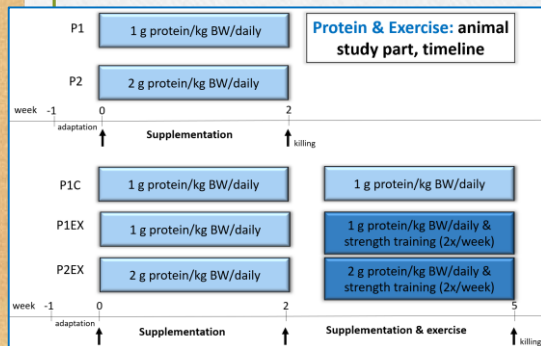 Protein & Exercise: animal
study part, timeline
P1 1 g protein/kg BW/daily
P2 2 g protein/kg BW/daily
week -1 0 2
adaptation Supplementation killing
P1C 1 g protein/kg BW/daily 1 g protein/kg BW/daily
P1EX 1 g protein/kg BW/daily 1 g protein/kg BW/daily &
strength training (2x/week)
P2EX 2 g protein/kg BW/daily 2 g protein/kg BW/daily &
strength training (2x/week)
week -1 0 2 5
adaptation Supplementation Supplementation & exercise killing